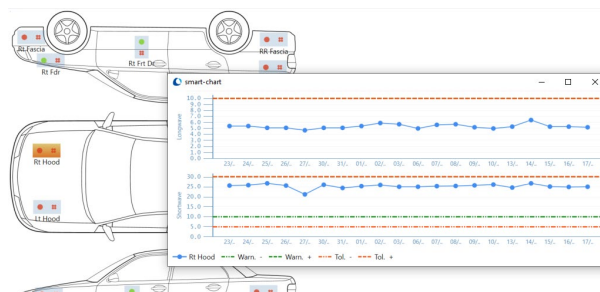 Rt Fascia
RR Fascia
Rt Fdr
smart-chart
Longwave
10.0
9.0
8.0
7.0
6.0
5.0
4.0
3.0
2.0
1.0
0.0
23/.. 24/.. 25/.. 26/.. 27/.. 30/.. 31/.. 01/.. 02/.. 03/.. 06/.. 07/.. 08/.. 09/.. 10/.. 13/.. 14/.. 15/.. 16/.. 17/..
Rt Hood
Shortwave
30.0
25.0
20.0
15.0
10.0
5.0
0.0
23/.. 24/.. 25/.. 26/.. 27/.. 30/.. 31/.. 01/.. 02/.. 03/.. 06/.. 07/.. 08/.. 09/.. 10/.. 13/.. 14/.. 15/.. 16/.. 17/..
Lt Hood
Rt Hood Warn. - Warn. + Tol. - Tol. +